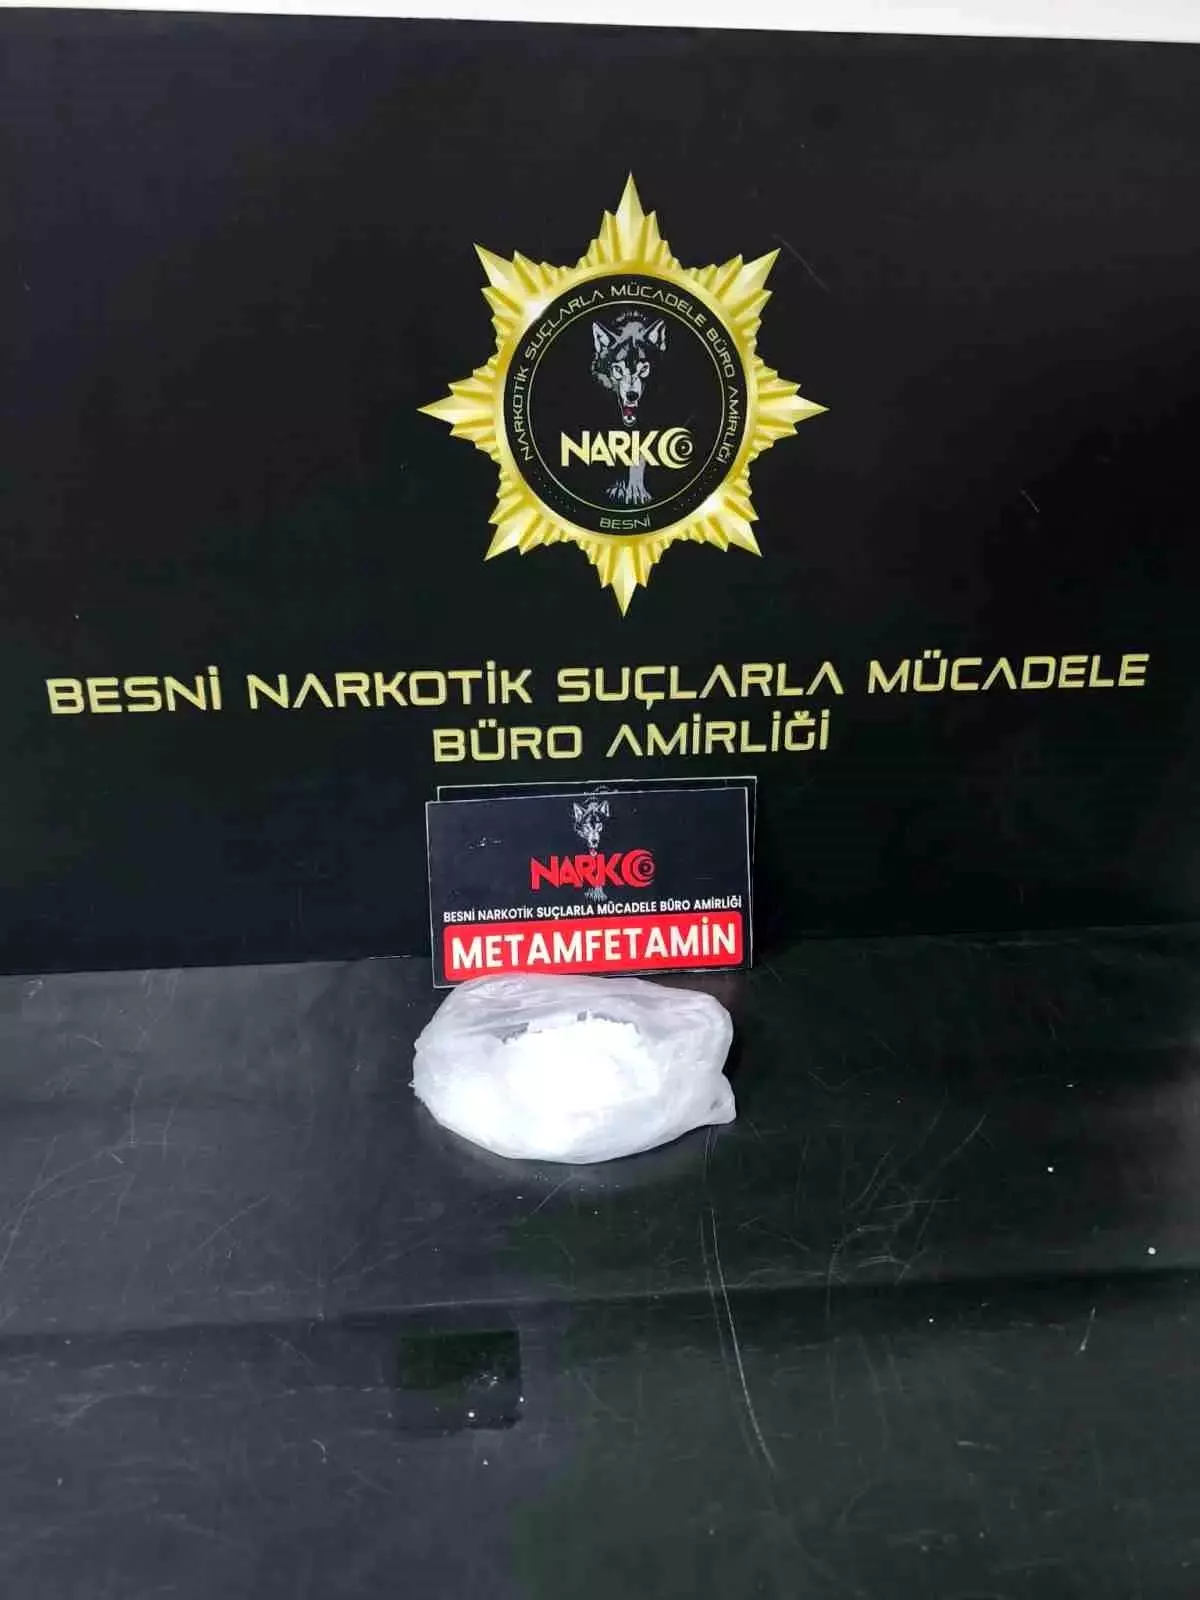 NARKOTİK SUÇLARLA MÜCADELE BÜRO AMİRLİĞİ
NARKO
BESNİ
BESNİ NARKOTİK SUÇLARLA MÜCADELE
BÜRO AMİRLİĞİ
NARKO
BESNİ NARKOTİK SUÇLARLA MÜCADELE BÜRO AMİRLİĞİ
METAMFETAMİN